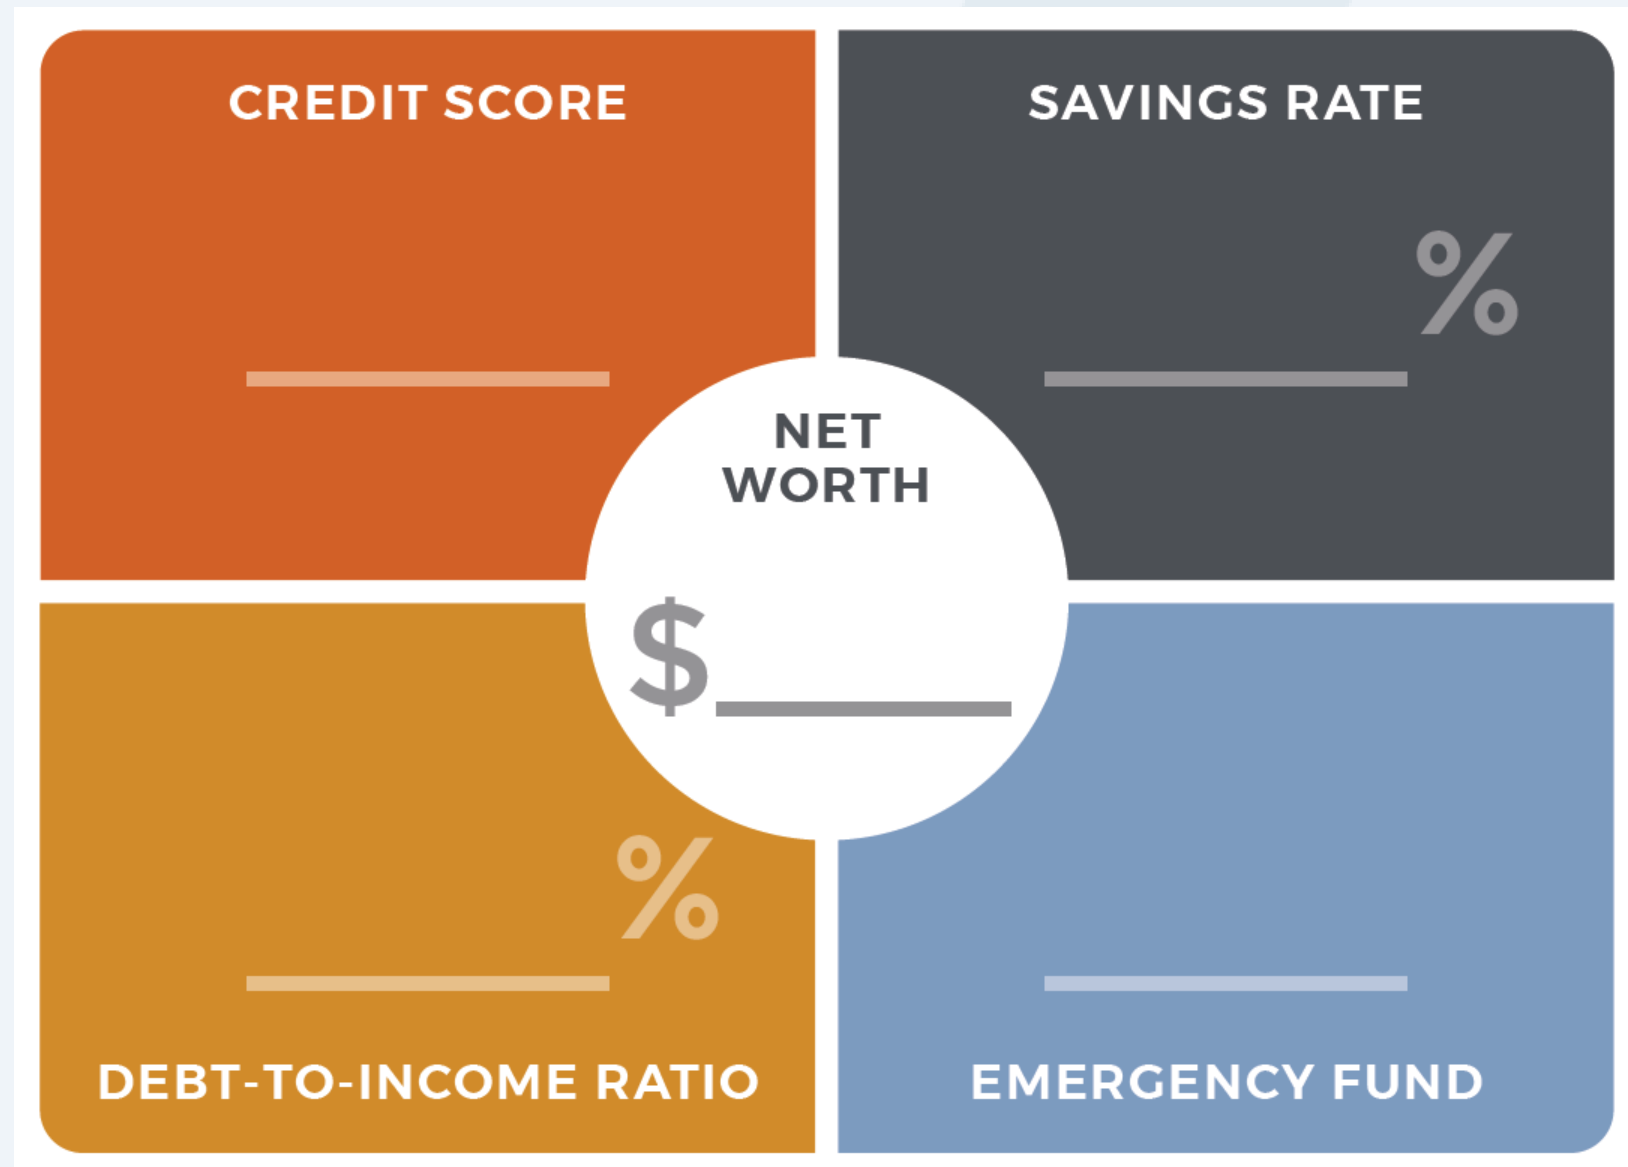 CREDIT SCORE
SAVINGS RATE
%
NET
WORTH
$
%
DEBT-TO-INCOME RATIO
EMERGENCY FUND